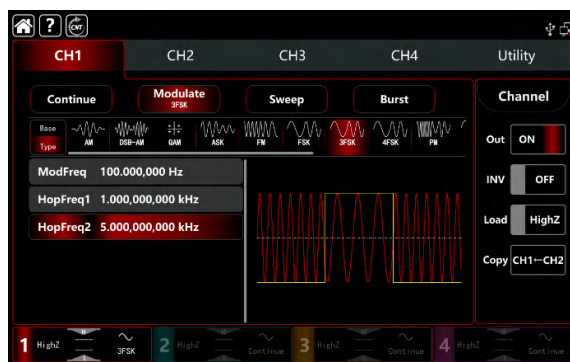 ? CNT
CH1 CH2 CH3 CH4 Utility
Continue Modulate Sweep Burst Channel
3FSK
Base
Type AM DSB-AM QAM ASK FM FSK 3FSK 4FSK PM
Out ON
ModFreq 100.000,000 Hz
INV OFF
HopFreq1 1.000,000,000 kHz
HopFreq2 5.000,000,000 kHz
Load HighZ
Copy CH1←CH2
1 HighZ 3FSK 2 HighZ Continue 3 HighZ Continue 4 HighZ Continue